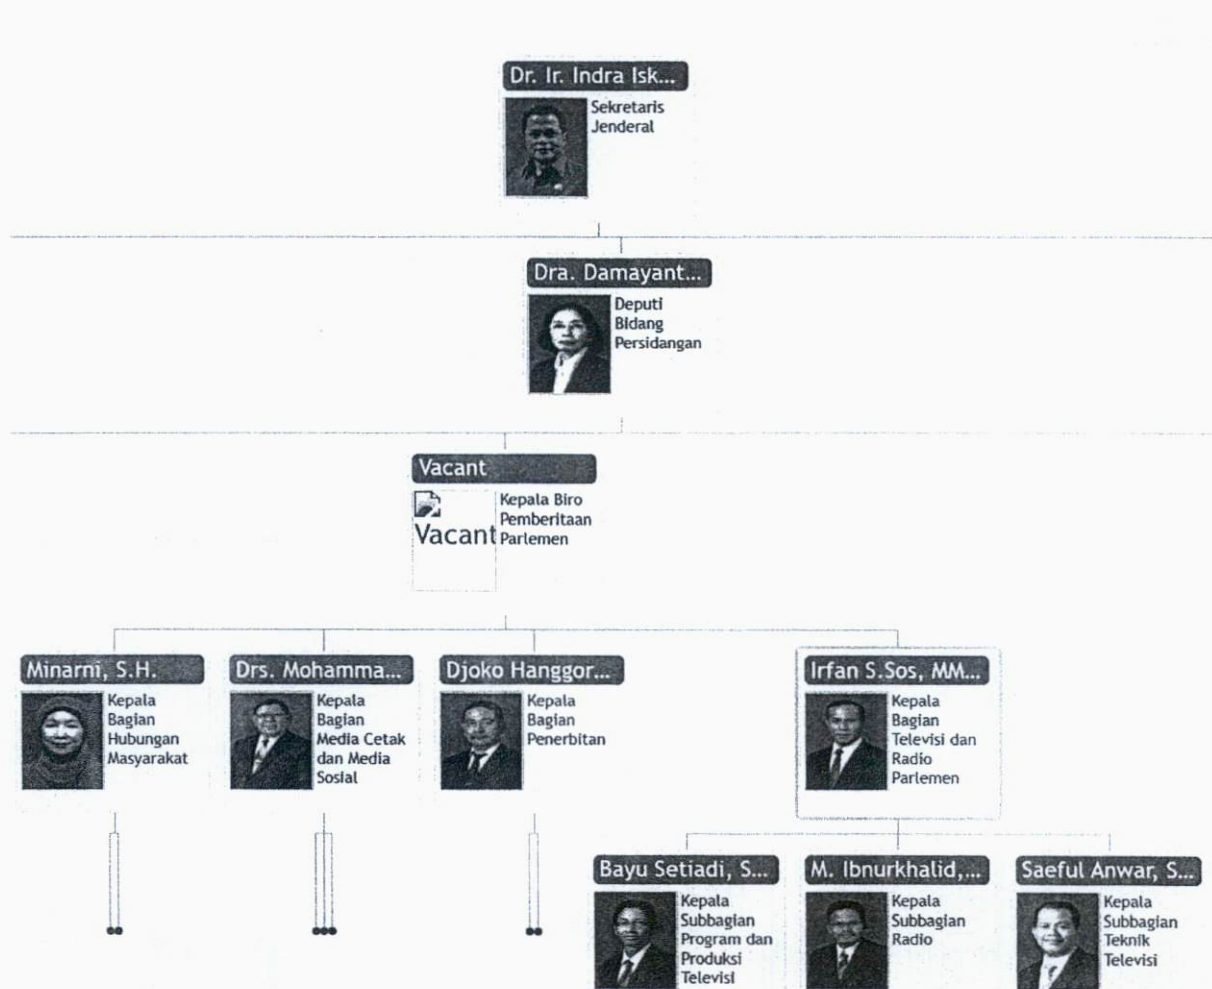 Dr. Ir. Indra Isk...
Sekretaris
Jenderal
Dra. Damayant...
Deputi
Bidang
Persidangan
Vacant
Vacant
Kepala Biro
Pemberitaan
Parlemen
Minarni, S.H.
Kepala
Bagian
Hubungan
Masyarakat
Drs. Mohamma...
Kepala
Bagian
Media Cetak
dan Media
Sosial
Djoko Hanggor...
Kepala
Bagian
Penerbitan
Irfan S.Sos, MM...
Kepala
Bagian
Televisi dan
Radio
Parlemen
Bayu Setiadi, S...
Kepala
Subbagian
Program dan
Produksi
Televisi
M. Ibnurkhalid,...
Kepala
Subbagian
Radio
Saeful Anwar, S...
Kepala
Subbagian
Teknik
Televisi